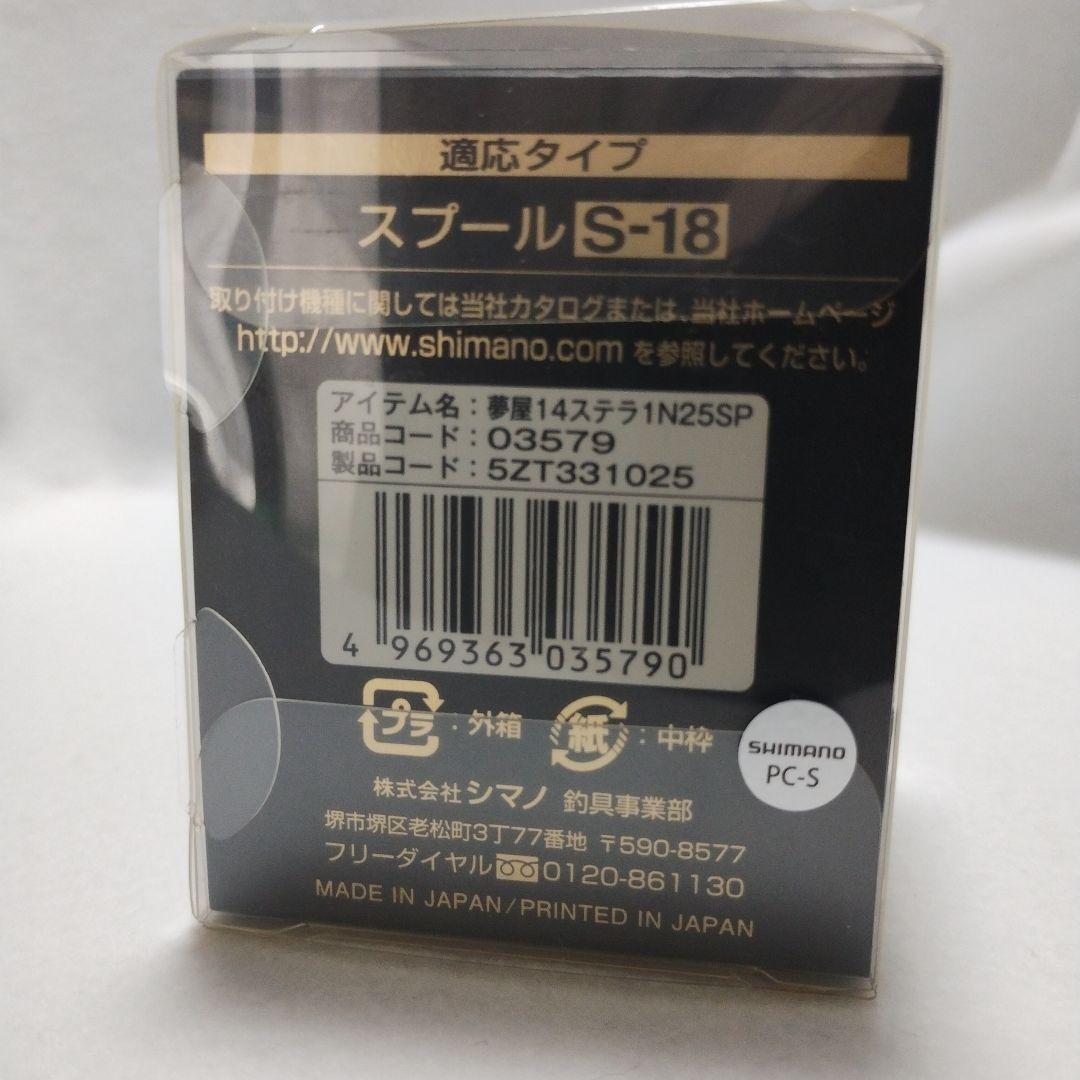 適応タイプ
スプール S-18
取り付け機種に関しては当社カタログまたは、当社ホームページ
http://www.shimano.com を参照してください。
アイテム名：夢屋14ステラ1N25SP
商品コード：03579
製品コード：5ZT331025
4 969363 035790
プラ：外箱 紙：中枠
SHIMANO
PC-S
株式会社シマノ 釣具事業部
堺市堺区老松町3丁77番地 〒590-8577
フリーダイヤル 0120-861130
MADE IN JAPAN/PRINTED IN JAPAN